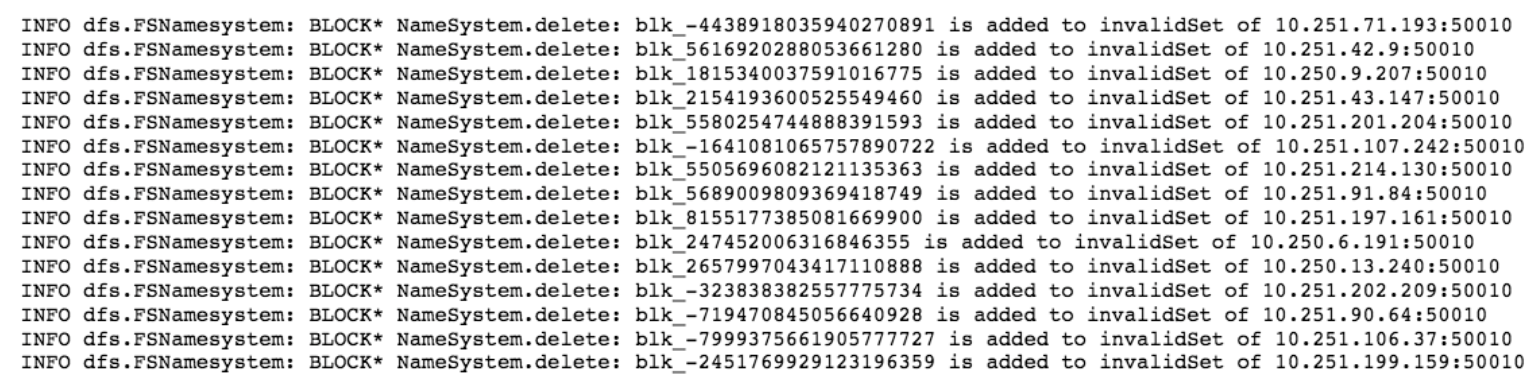 INFO dfs.FSNamesystem: BLOCK* NameSystem.delete: blk_-4438918035940270891 is added to invalidSet of 10.251.71.193:50010
INFO dfs.FSNamesystem: BLOCK* NameSystem.delete: blk_5616920288053661280 is added to invalidSet of 10.251.42.9:50010
INFO dfs.FSNamesystem: BLOCK* NameSystem.delete: blk_1815340037591016775 is added to invalidSet of 10.250.9.207:50010
INFO dfs.FSNamesystem: BLOCK* NameSystem.delete: blk_2154193600525549460 is added to invalidSet of 10.251.43.147:50010
INFO dfs.FSNamesystem: BLOCK* NameSystem.delete: blk_5580254744888391593 is added to invalidSet of 10.251.201.204:50010
INFO dfs.FSNamesystem: BLOCK* NameSystem.delete: blk_-1641081065757890722 is added to invalidSet of 10.251.107.242:50010
INFO dfs.FSNamesystem: BLOCK* NameSystem.delete: blk_5505696082121135363 is added to invalidSet of 10.251.214.130:50010
INFO dfs.FSNamesystem: BLOCK* NameSystem.delete: blk_5689009809369418749 is added to invalidSet of 10.251.91.84:50010
INFO dfs.FSNamesystem: BLOCK* NameSystem.delete: blk_8155177385081669900 is added to invalidSet of 10.251.197.161:50010
INFO dfs.FSNamesystem: BLOCK* NameSystem.delete: blk_247452006316846355 is added to invalidSet of 10.250.6.191:50010
INFO dfs.FSNamesystem: BLOCK* NameSystem.delete: blk_2657997043417110888 is added to invalidSet of 10.250.13.240:50010
INFO dfs.FSNamesystem: BLOCK* NameSystem.delete: blk_-323838382557775734 is added to invalidSet of 10.251.202.209:50010
INFO dfs.FSNamesystem: BLOCK* NameSystem.delete: blk_-719470845056640928 is added to invalidSet of 10.251.90.64:50010
INFO dfs.FSNamesystem: BLOCK* NameSystem.delete: blk_-7999375661905777727 is added to invalidSet of 10.251.106.37:50010
INFO dfs.FSNamesystem: BLOCK* NameSystem.delete: blk_-2451769929123196359 is added to invalidSet of 10.251.199.159:50010